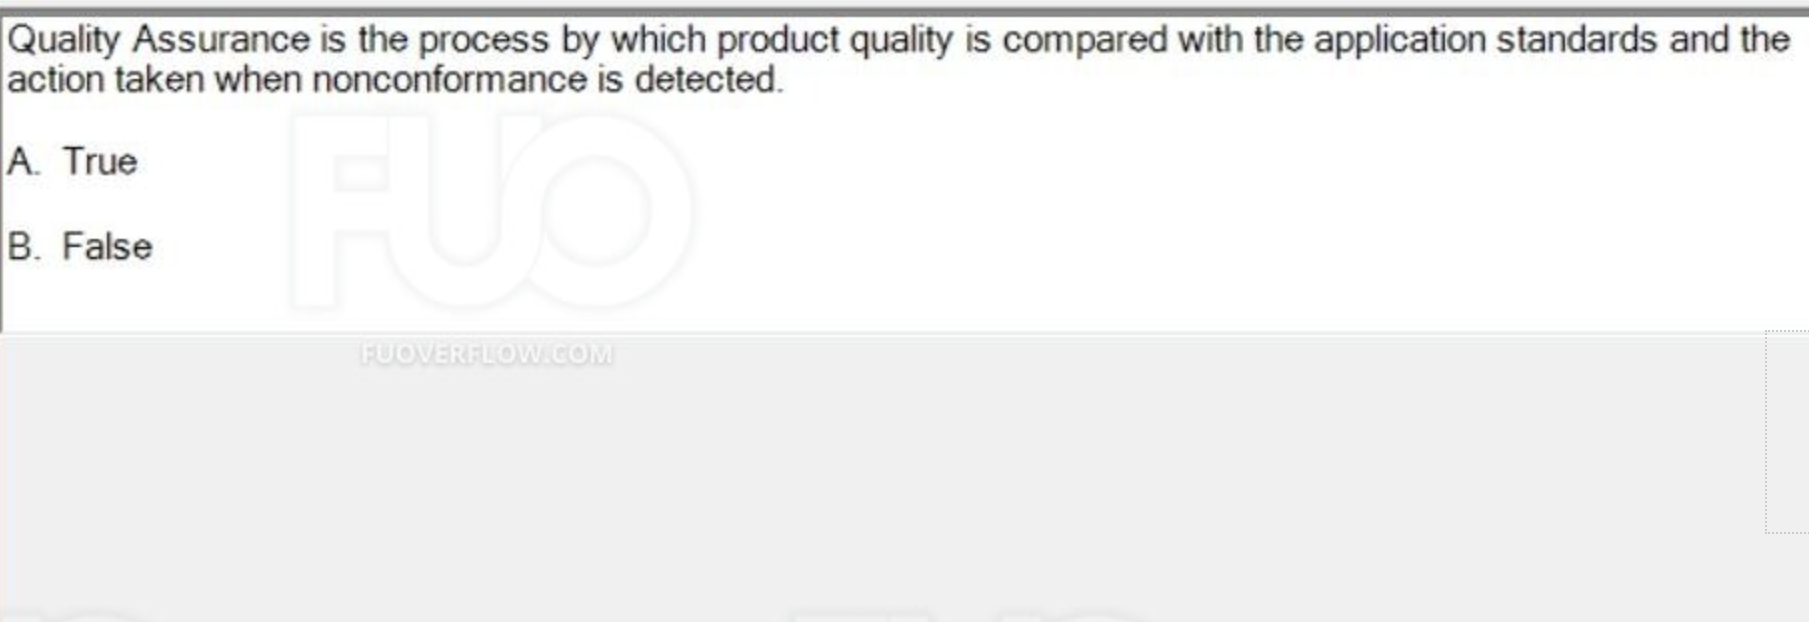 Quality Assurance is the process by which product quality is compared with the application standards and the
action taken when nonconformance is detected.
A. True
B. False
FUO
FUOVERFLOW.COM